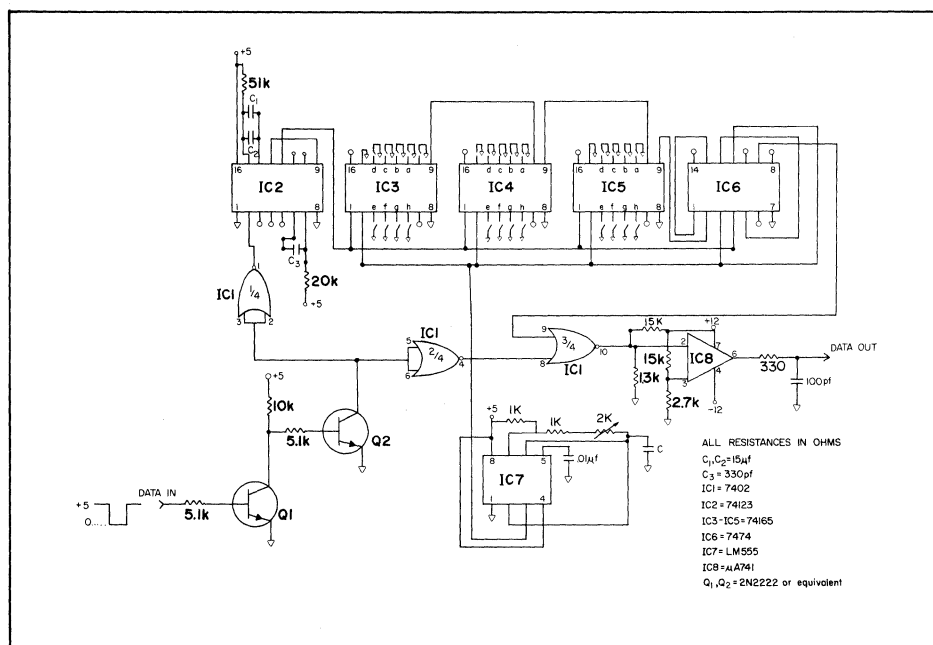 +5
51k
C1
C2
16
9
IC2
1
8
16
d c b a
9
IC3
1
e f g h
8
16
d c b a
9
IC4
1
e f g h
8
16
d c b a
9
IC5
1
e f g h
8
14
8
IC6
1
7
C3
20k
+5
1
IC1
1/4
3
2
IC1
5
2/4
6
4
9
3/4
8
10
IC1
15K
+12
2
7
15k
IC8
6
13k
3
4
2.7k
-12
330
DATA OUT
100pf
+5
10k
5.1k
Q2
+5
0....
DATA IN
5.1k
Q1
+5
1K
1K
2K
8
5
.01µf
C
IC7
1
4
ALL RESISTANCES IN OHMS
C1,C2=15µf
C3=330pf
IC1=7402
IC2=74123
IC3-IC5=74165
IC6=7474
IC7=LM555
IC8=µA741
Q1,Q2=2N2222 or equivalent